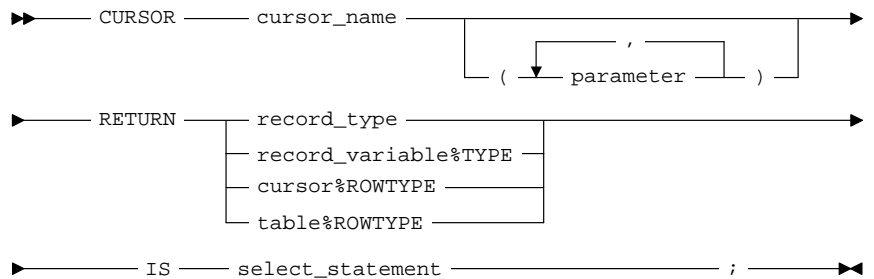 CURSOR cursor_name
,
( parameter )
RETURN record_type
record_variable%TYPE
cursor%ROWTYPE
table%ROWTYPE
IS select_statement ;